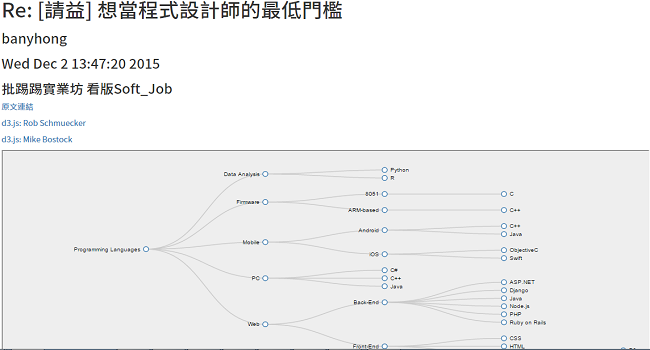 Re: [請益] 想當程式設計師的最低門檻
banyhong
Wed Dec 2 13:47:20 2015
批踢踢實業坊 看版Soft_Job
原文連結
d3.js: Rob Schmuecker
d3.js: Mike Bostock
Programming Languages
Data Analysis
Python
R
Firmware
8051
C
ARM-based
C++
Mobile
Android
C++
Java
iOS
ObjectiveC
Swift
PC
C#
C++
Java
Web
Back-End
ASP.NET
Django
Java
Node.js
PHP
Ruby on Rails
Front-End
CSS
HTML